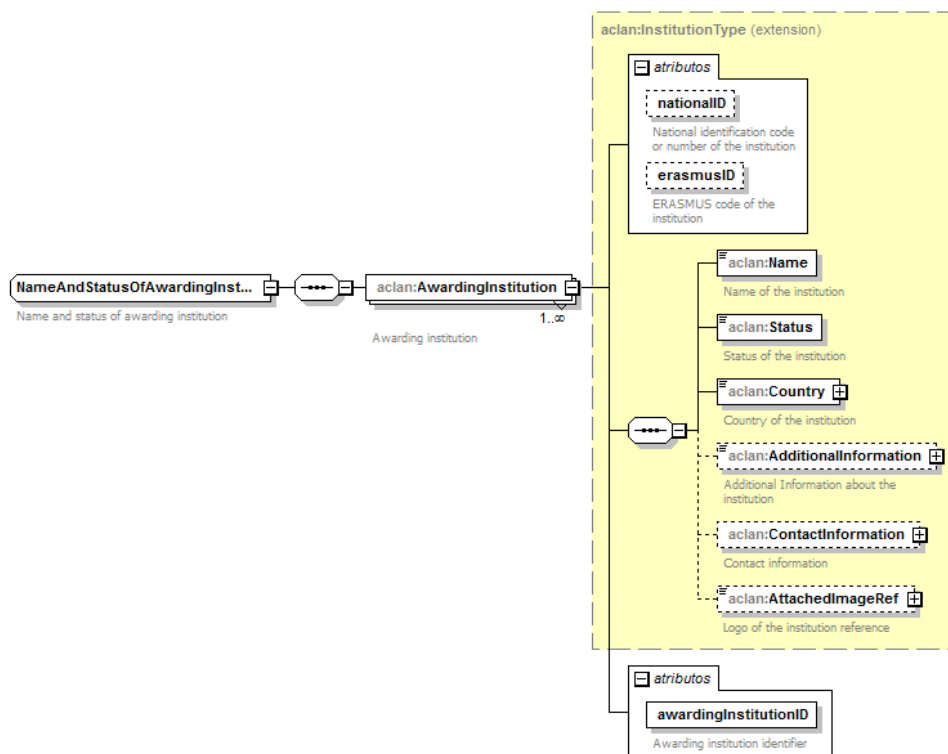 aclan:InstitutionType (extension)
atributos
nationalID
National identification code
or number of the institution
erasmusID
ERASMUS code of the
institution
NameAndStatusOfAwardingInst...
Name and status of awarding institution
aclan:AwardingInstitution
1..∞
Awarding institution
aclan:Name
Name of the institution
aclan:Status
Status of the institution
aclan:Country
Country of the institution
aclan:AdditionalInformation
Additional Information about the
institution
aclan:ContactInformation
Contact information
aclan:AttachedImageRef
Logo of the institution reference
atributos
awardingInstitutionID
Awarding institution identifier